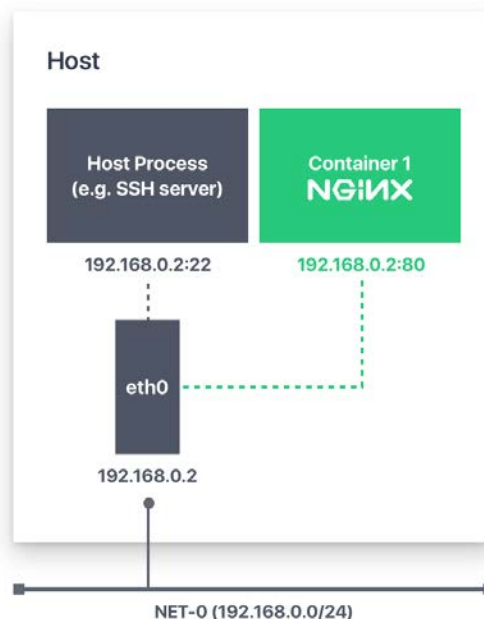 Host
Host Process
(e.g. SSH server)
Container 1
NGINX
192.168.0.2:22
192.168.0.2:80
eth0
192.168.0.2
NET-0 (192.168.0.0/24)